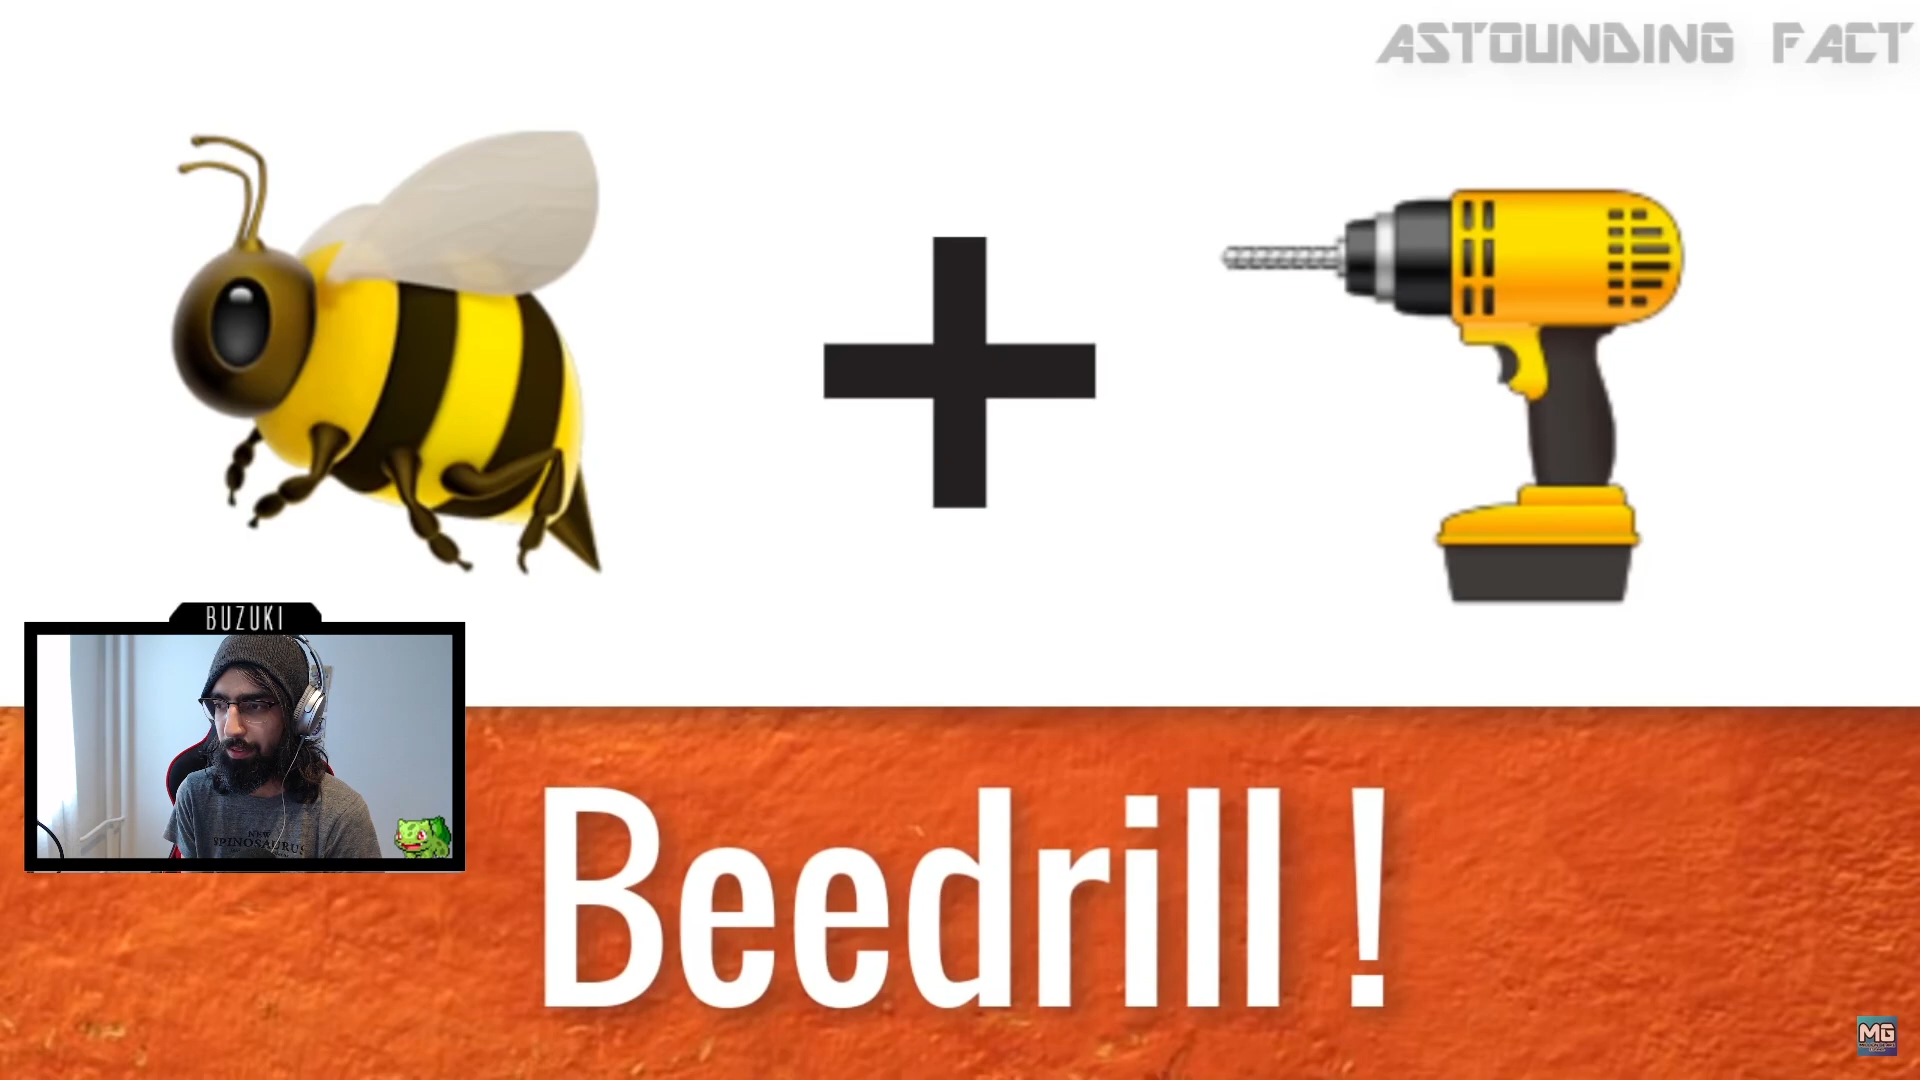 ASTOUNDING FACT
BUZUKI
NEW
SPINOSAURUS
Beedrill !
MG